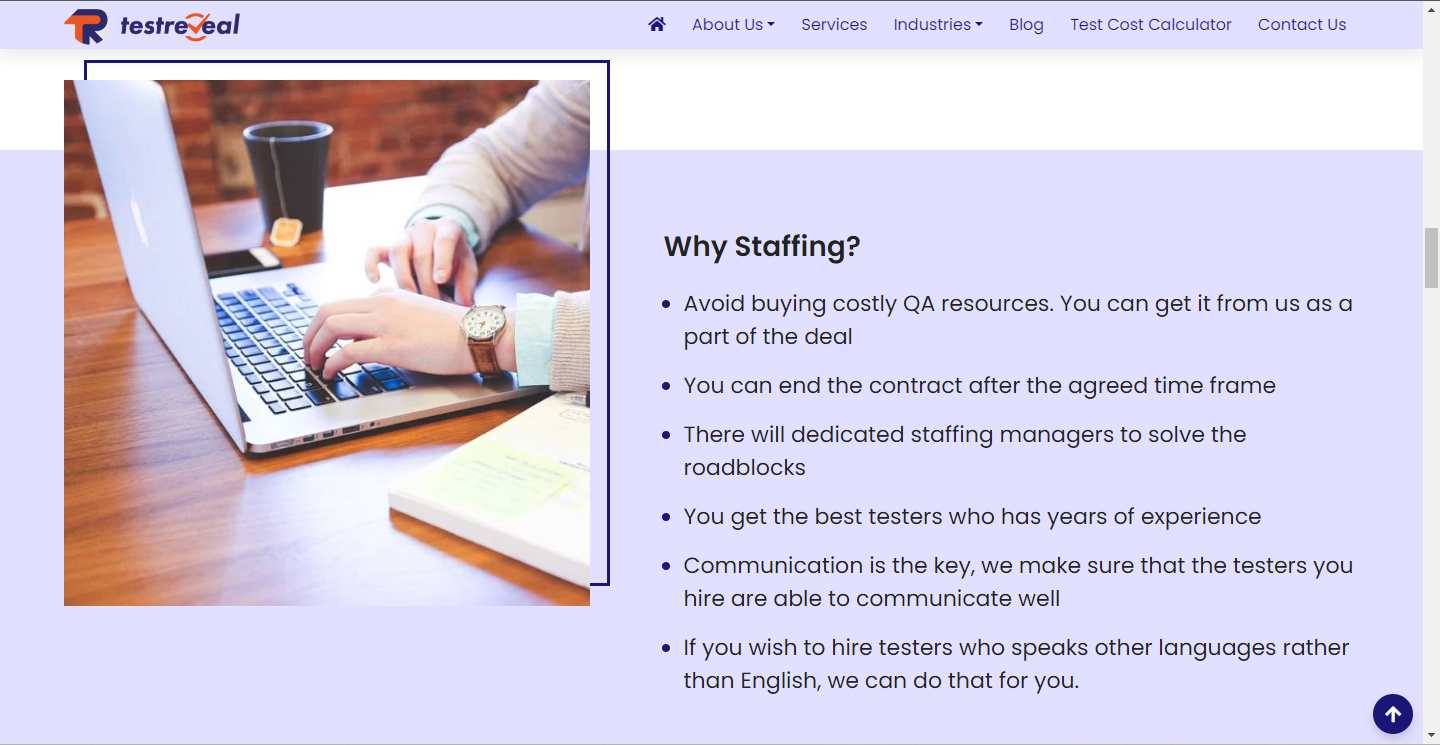 testreveal
About Us Services Industries Blog Test Cost Calculator Contact Us
Why Staffing?
Avoid buying costly QA resources. You can get it from us as a
part of the deal
You can end the contract after the agreed time frame
There will dedicated staffing managers to solve the
roadblocks
You get the best testers who has years of experience
Communication is the key, we make sure that the testers you
hire are able to communicate well
If you wish to hire testers who speaks other languages rather
than English, we can do that for you.